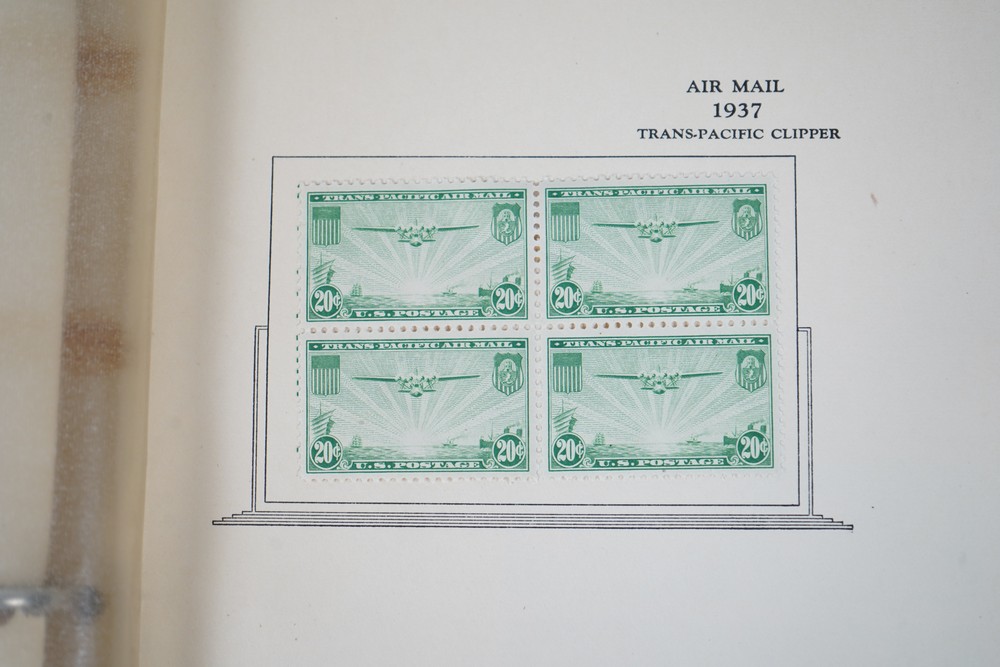 AIR MAIL
1937
TRANS-PACIFIC CLIPPER
· TRANS-PACIFIC AIR MAIL ·
20¢ U.S. POSTAGE 20¢
· TRANS-PACIFIC AIR MAIL ·
20¢ U.S. POSTAGE 20¢
· TRANS-PACIFIC AIR MAIL ·
20¢ U.S. POSTAGE 20¢
· TRANS-PACIFIC AIR MAIL ·
20¢ U.S. POSTAGE 20¢